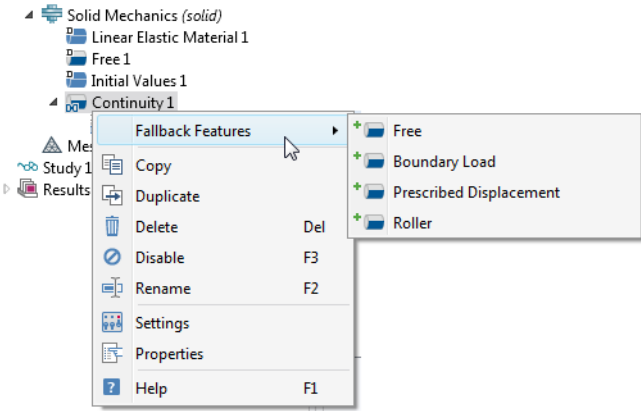 Solid Mechanics (solid)
Linear Elastic Material 1
Free 1
Initial Values 1
Continuity 1
Fallback Features
Free
Boundary Load
Prescribed Displacement
Roller
Mes
Copy
Study 1
Duplicate
Results
Delete Del
Disable F3
Rename F2
Settings
Properties
Help F1